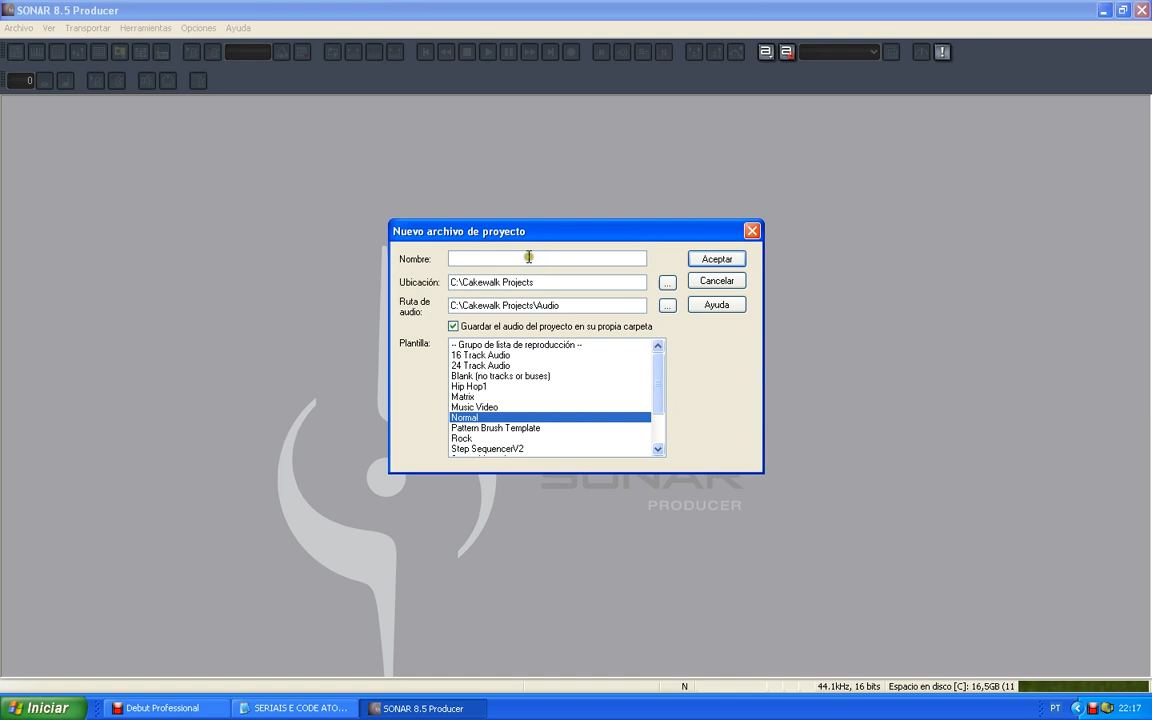 SONAR 8.5 Producer
Archivo Ver Transportar Herramientas Opciones Ayuda
0
Nuevo archivo de proyecto
Nombre:
Aceptar
Ubicación: C:\Cakewalk Projects ...
Cancelar
Ruta de audio: C:\Cakewalk Projects\Audio ...
Ayuda
Guardar el audio del proyecto en su propia carpeta
Plantilla:
-- Grupo de lista de reproducción --
16 Track Audio
24 Track Audio
Blank (no tracks or buses)
Hip Hop1
Matrix
Music Video
Normal
Pattern Brush Template
Rock
Step SequencerV2
SONAR
PRODUCER
N 44.1kHz, 16 bits Espacio en disco [C]: 16,5GB (11
Iniciar Debut Professional SERIAIS E CODE ATO... SONAR 8.5 Producer PT 22:17